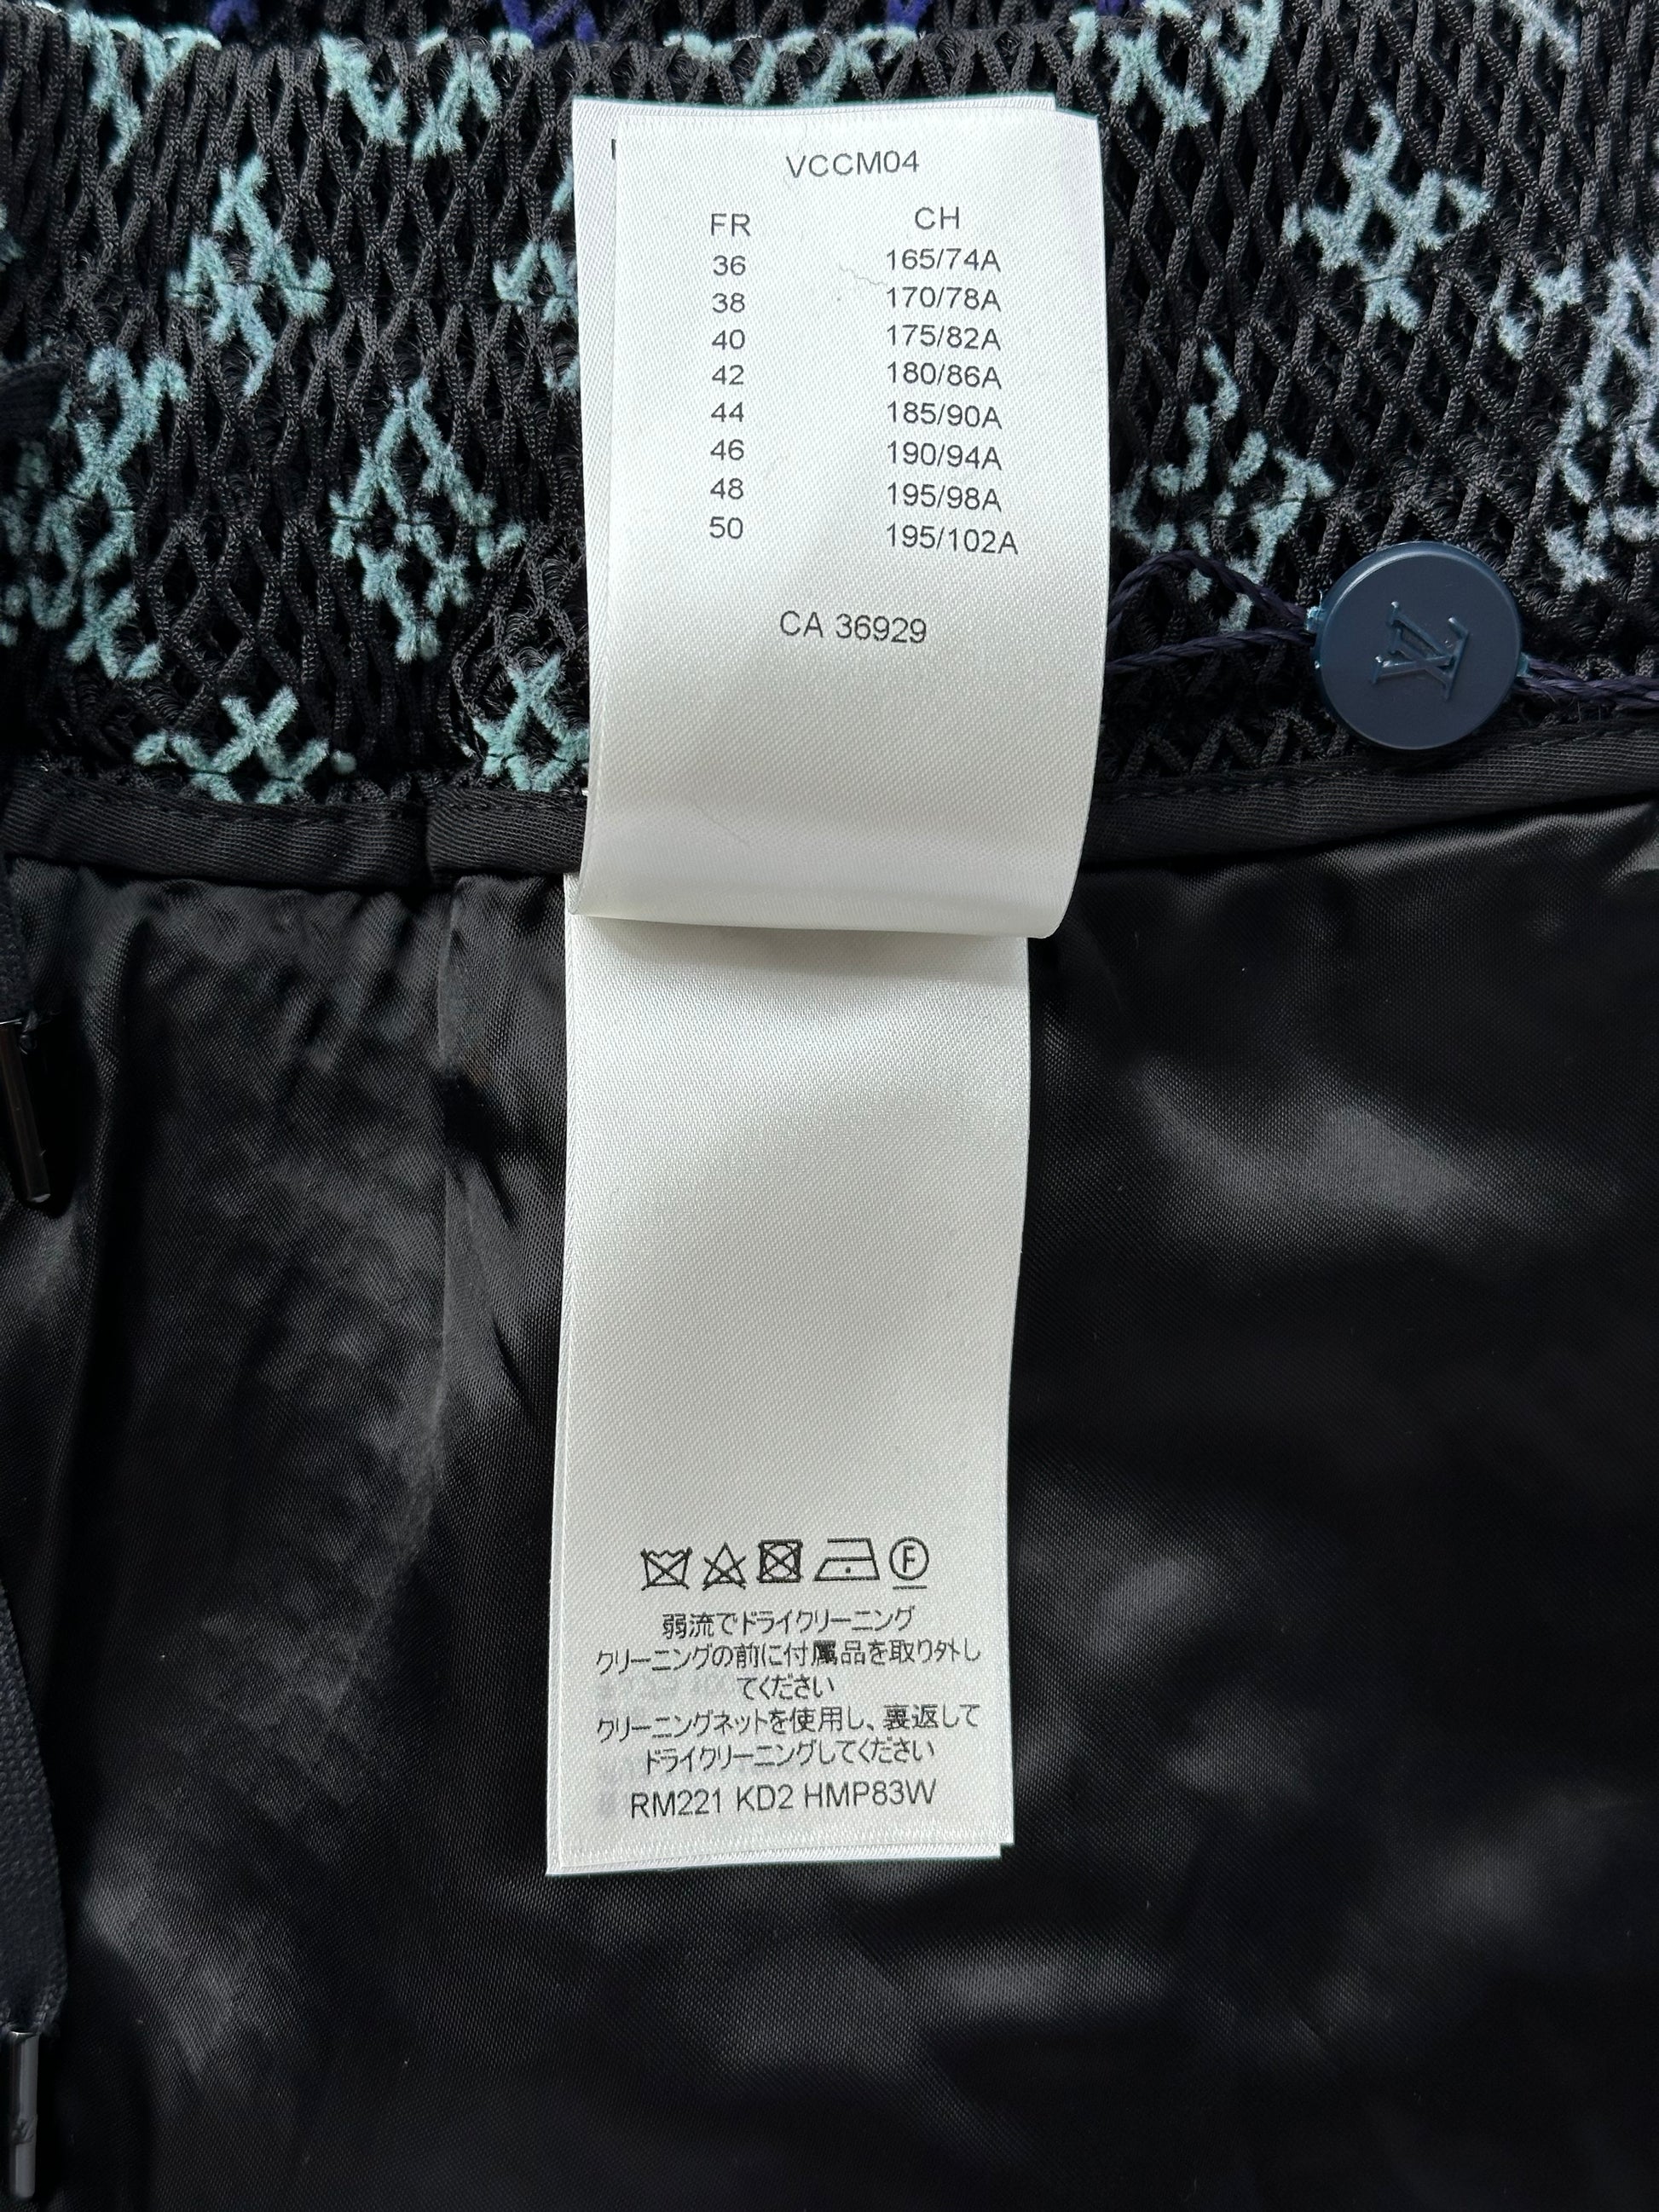 VCCM04
FR CH
36 165/74A
38 170/78A
40 175/82A
42 180/86A
44 185/90A
46 190/94A
48 195/98A
50 195/102A
CA 36929
LV
F
弱流でドライクリーニング
クリーニングの前に付属品を取り外し
てください
クリーニングネットを使用し、裏返して
ドライクリーニングしてください
RM221 KD2 HMP83W